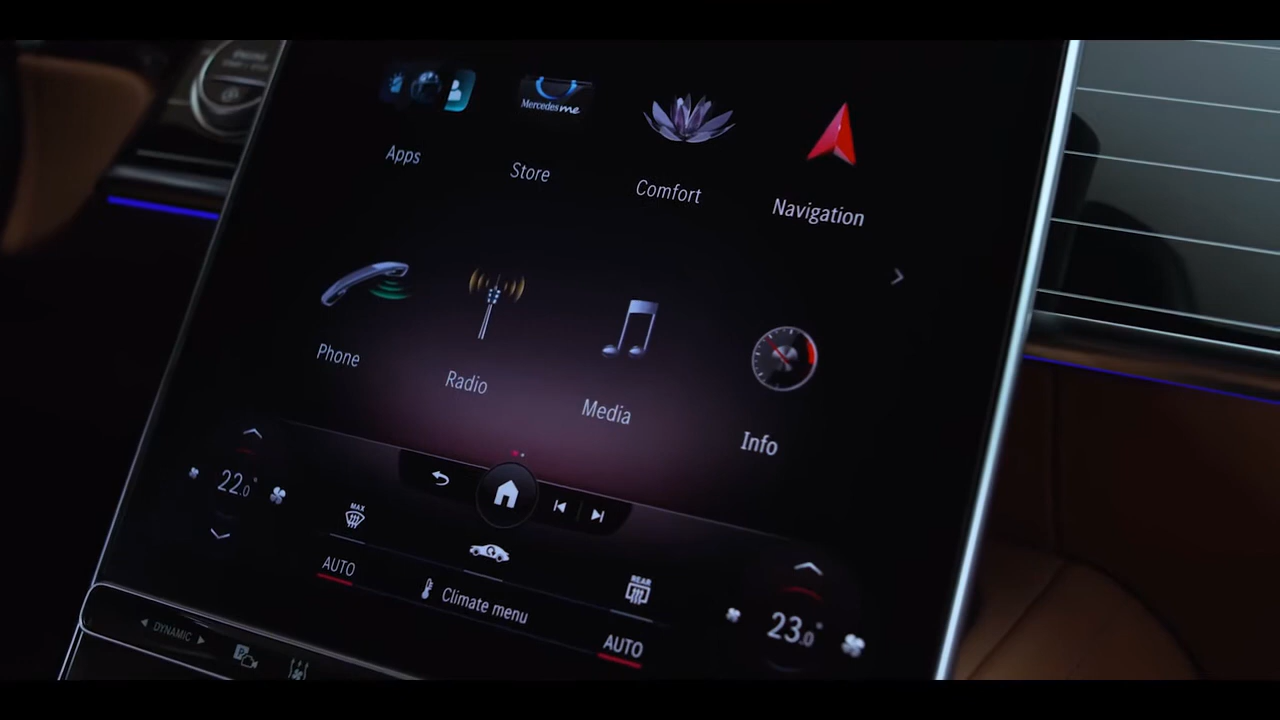 Mercedes me
Apps
Store
Comfort
Navigation
Phone
Radio
Media
Info
22.0°
MAX
AUTO
Climate menu
REAR
AUTO
23.0°
DYNAMIC
P